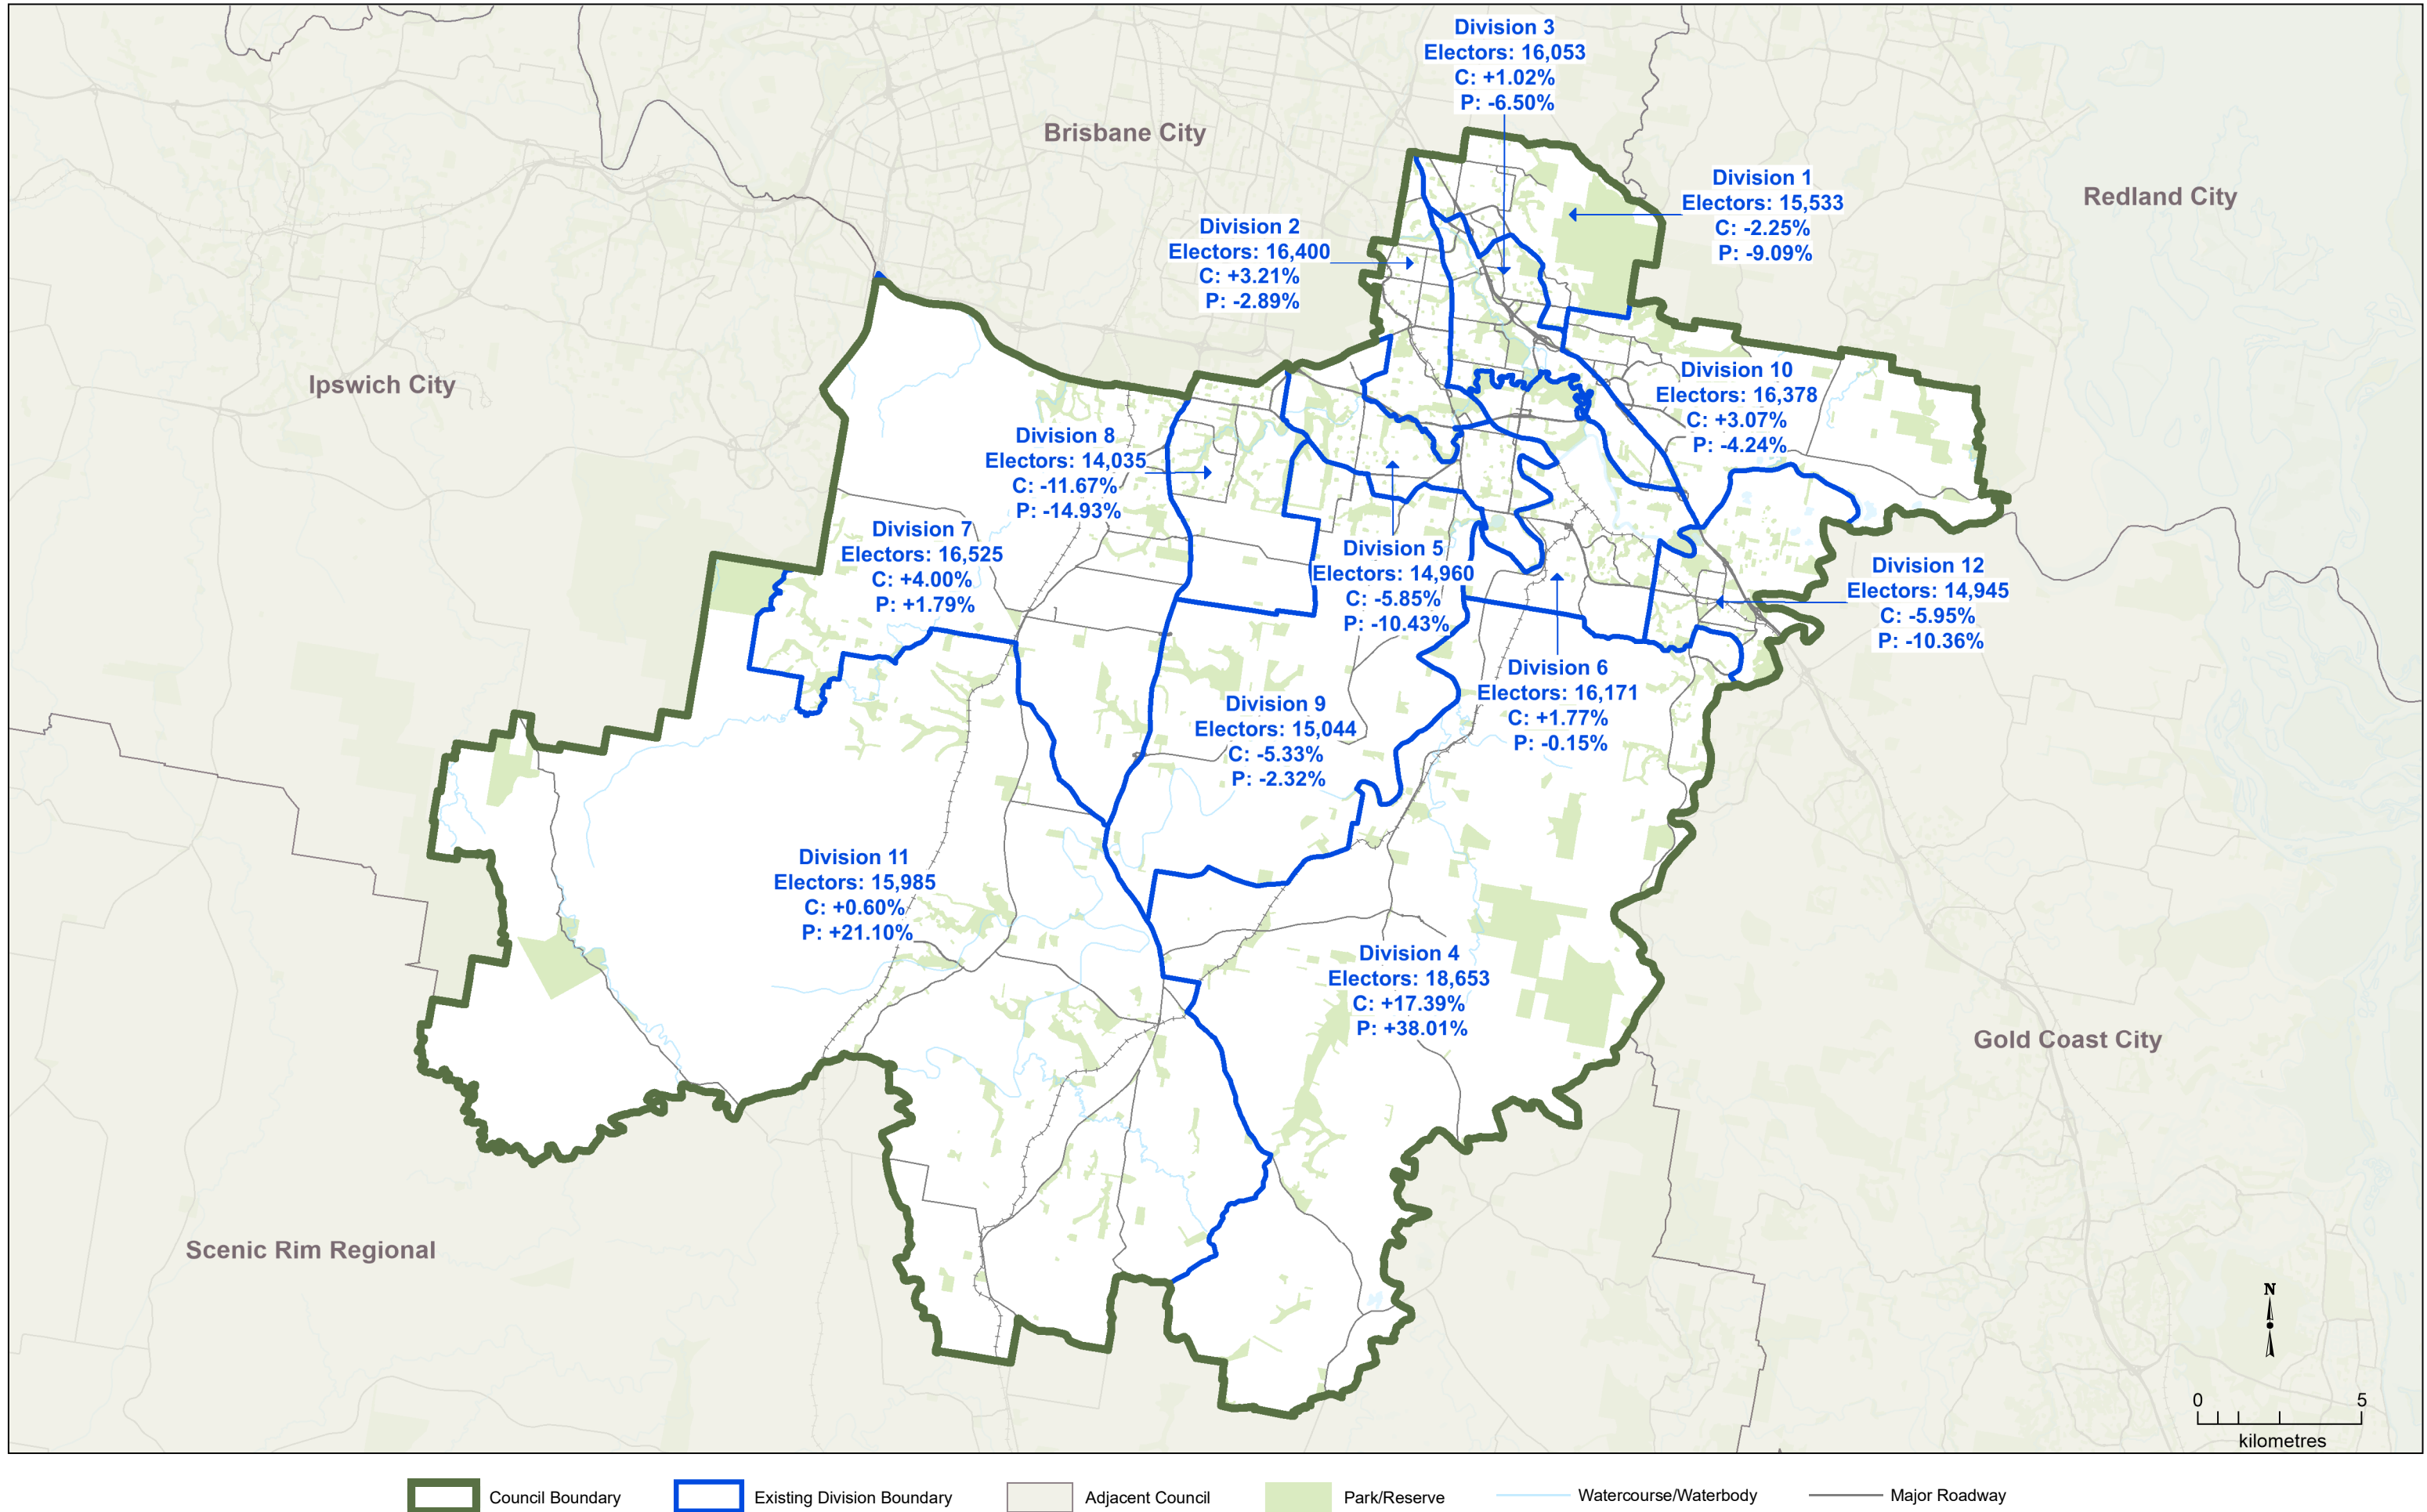 Division 3
Electors: 16,053
C: +1.02%
P: -6.50%
Brisbane City
Division 1
Electors: 15,533
C: -2.25%
P: -9.09%
Redland City
Division 2
Electors: 16,400
C: +3.21%
P: -2.89%
Ipswich City
Division 10
Electors: 16,378
C: +3.07%
P: -4.24%
Division 8
Electors: 14,035
C: -11.67%
P: -14.93%
Division 7
Electors: 16,525
C: +4.00%
P: +1.79%
Division 5
Electors: 14,960
C: -5.85%
P: -10.43%
Division 12
Electors: 14,945
C: -5.95%
P: -10.36%
Division 6
Electors: 16,171
C: +1.77%
P: -0.15%
Division 9
Electors: 15,044
C: -5.33%
P: -2.32%
Division 11
Electors: 15,985
C: +0.60%
P: +21.10%
Division 4
Electors: 18,653
C: +17.39%
P: +38.01%
Gold Coast City
Scenic Rim Regional
N
0 5
kilometres
Council Boundary
Existing Division Boundary
Adjacent Council
Park/Reserve
Watercourse/Waterbody
Major Roadway